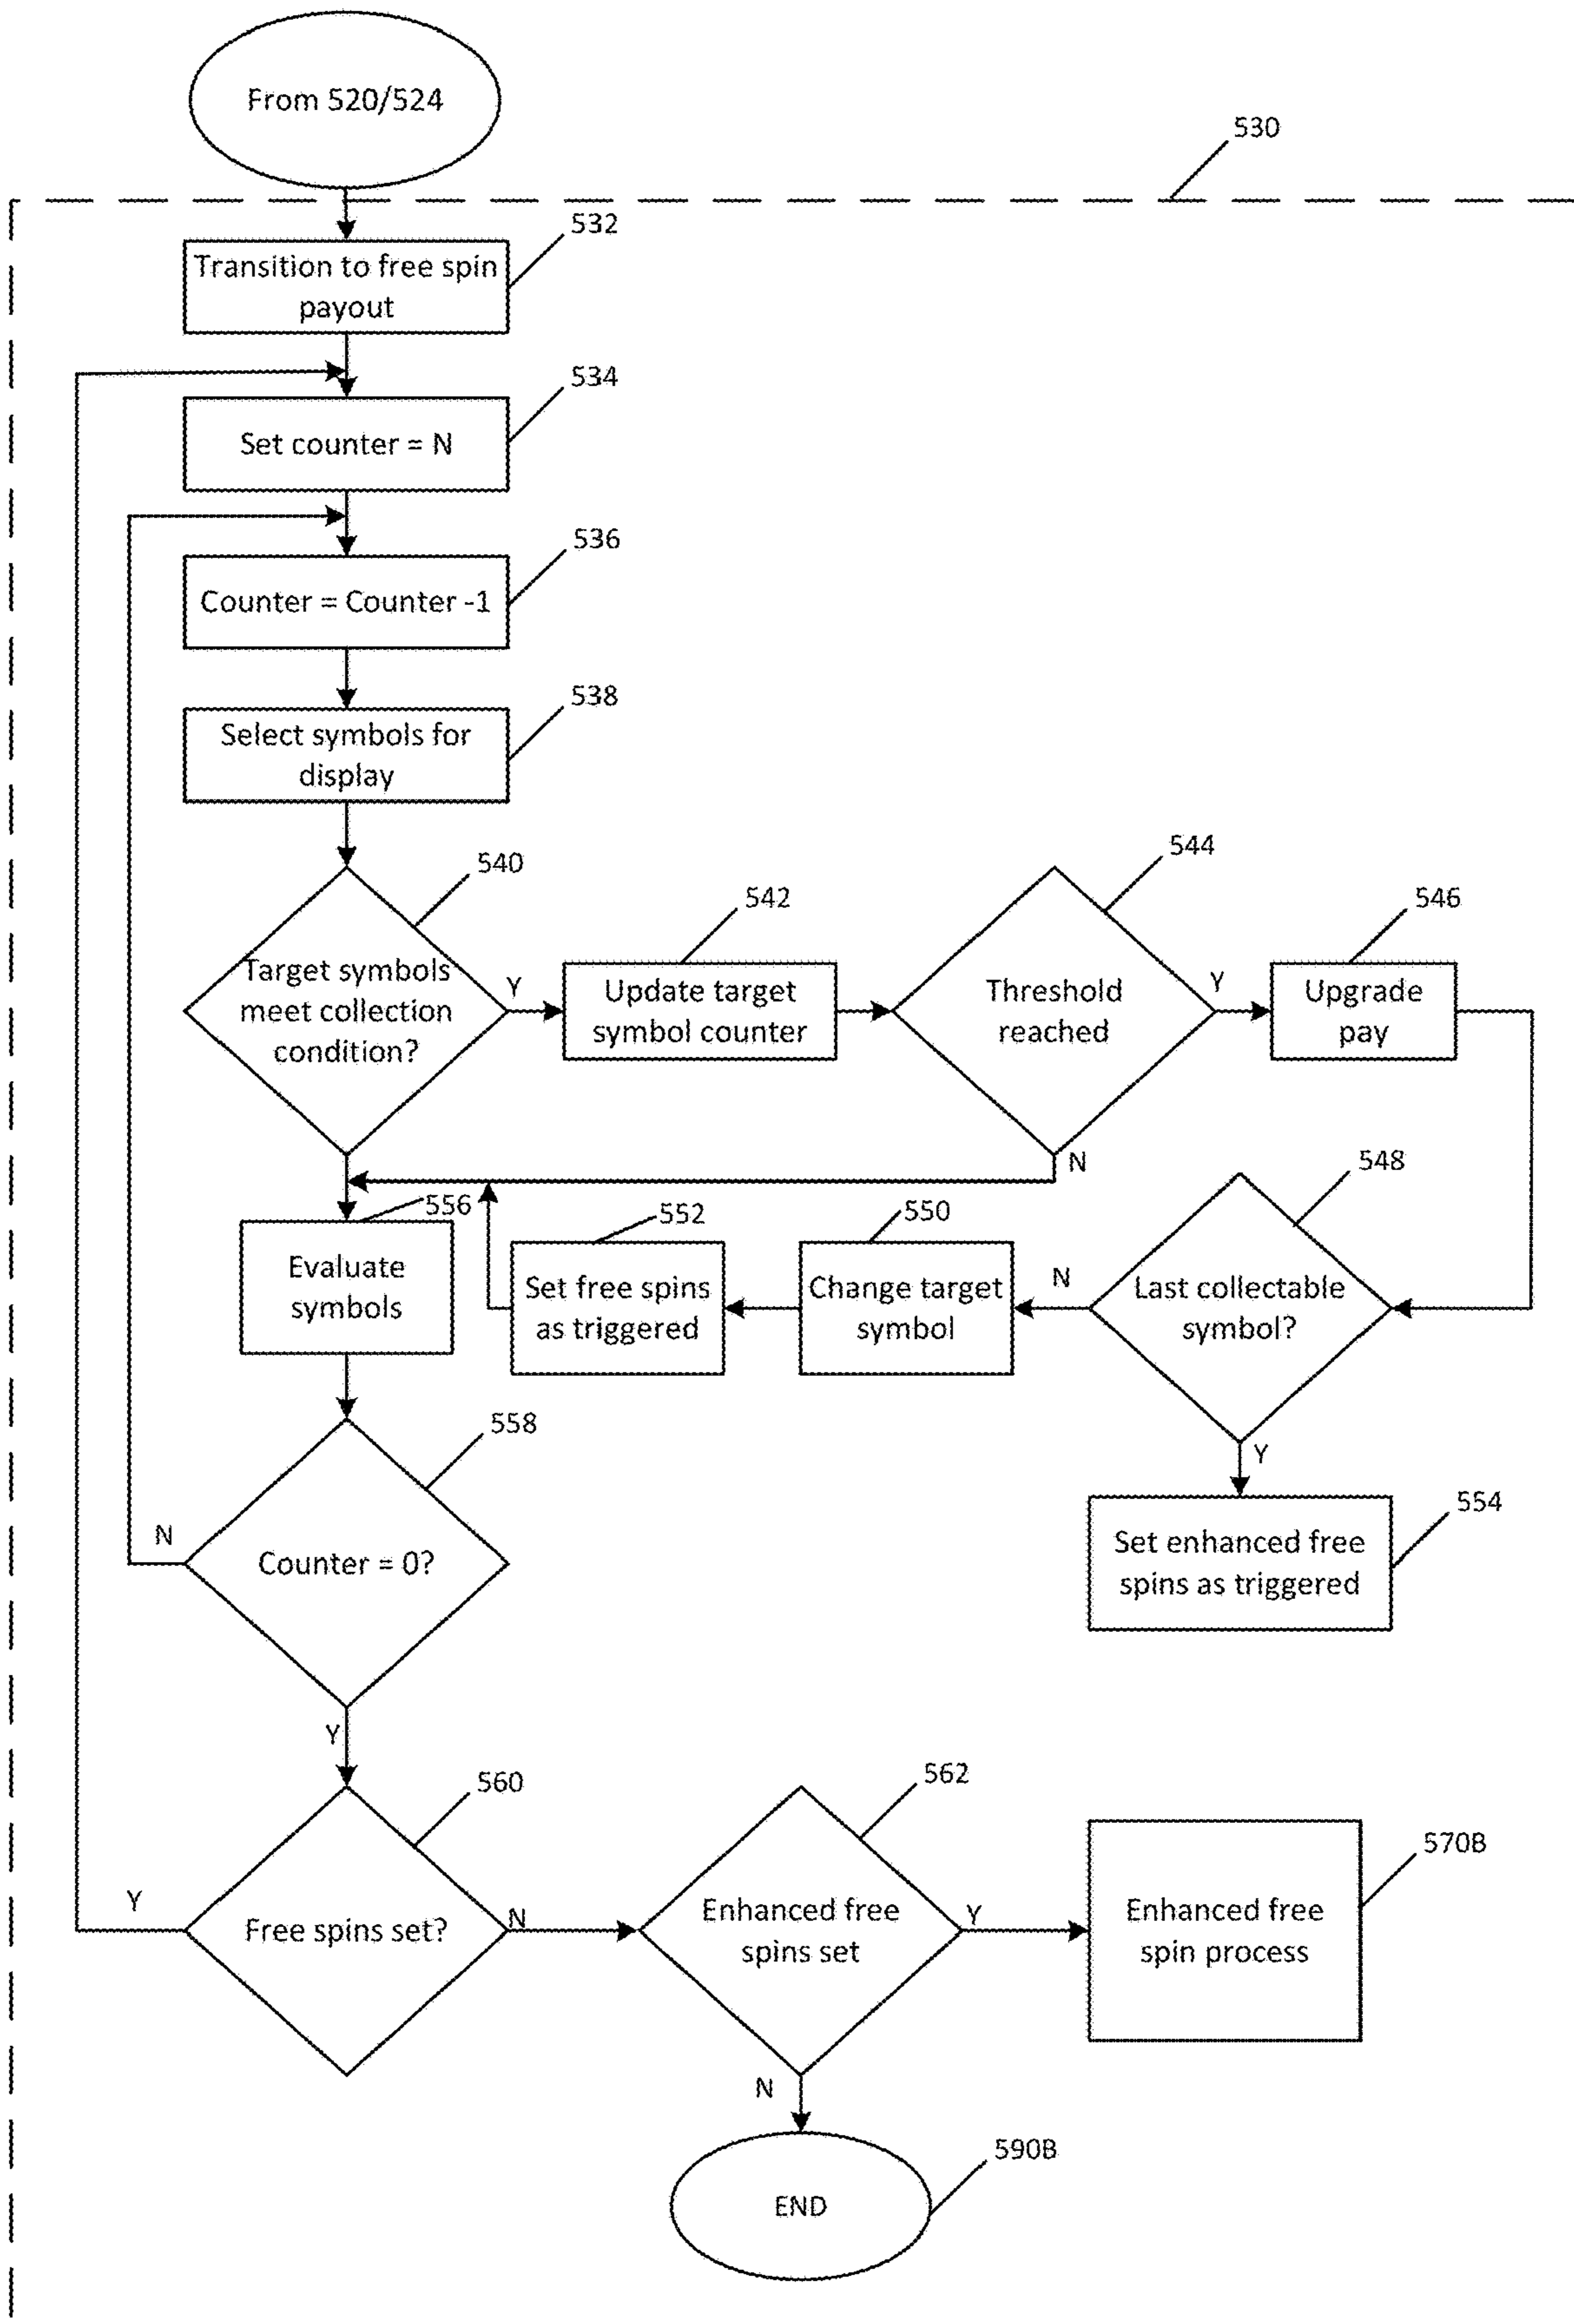 From 520/524
530
532
Transition to free spin
payout
534
Set counter = N
536
Counter = Counter -1
538
Select symbols for
display
540
Target symbols
meet collection
condition?
Y
542
Update target
symbol counter
544
Threshold
reached
Y
546
Upgrade
pay
N
548
Last collectable
symbol?
N
550
Change target
symbol
552
Set free spins
as triggered
556
Evaluate
symbols
Y
554
Set enhanced free
spins as triggered
558
Counter = 0?
N
Y
560
Free spins set?
Y
N
562
Enhanced free
spins set
Y
570B
Enhanced free
spin process
N
590B
END